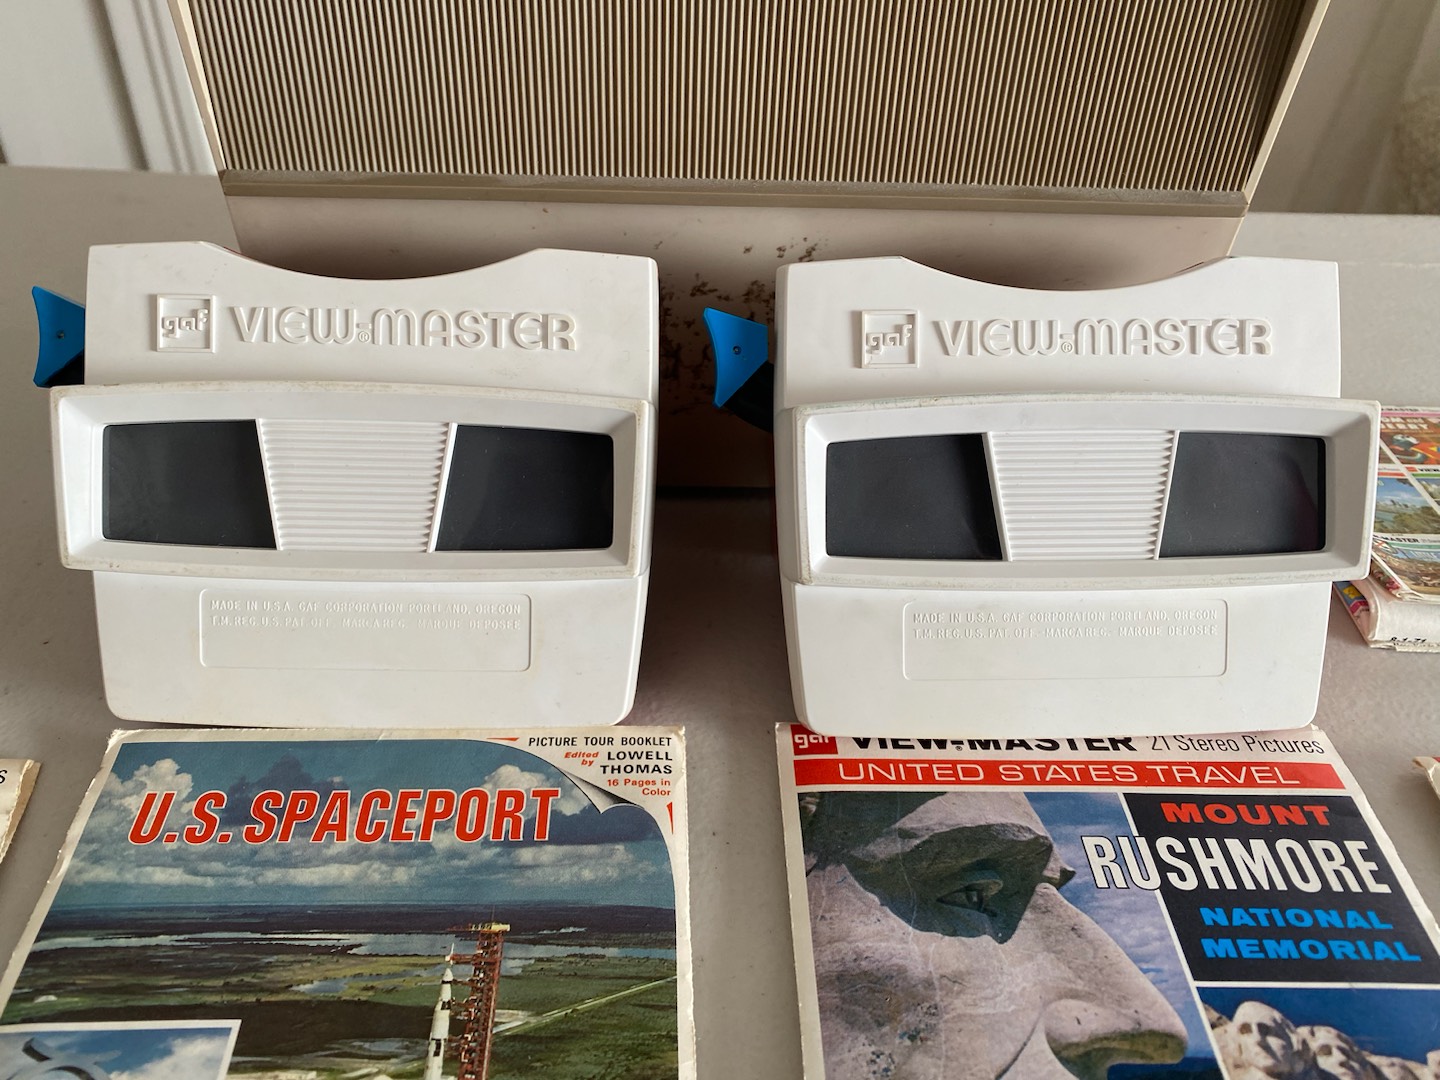 gaf VIEW-MASTER®
MADE IN U.S.A. GAF CORPORATION PORTLAND, OREGON
T.M. REG. U.S. PAT. OFF. - MARCA REG. - MARQUE DEPOSÉE
gaf VIEW-MASTER®
MADE IN U.S.A. GAF CORPORATION PORTLAND, OREGON
T.M. REG. U.S. PAT. OFF. - MARCA REG. - MARQUE DEPOSÉE
PICTURE TOUR BOOKLET
Edited by LOWELL THOMAS
16 Pages in
Color
U.S. SPACEPORT
gaf VIEW-MASTER® 21 Stereo Pictures
UNITED STATES TRAVEL
MOUNT
RUSHMORE
NATIONAL
MEMORIAL